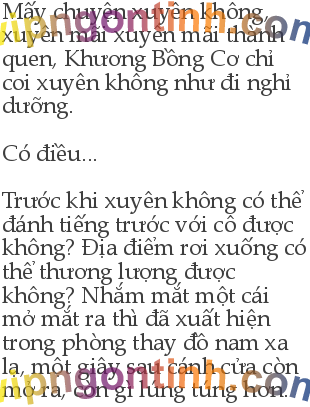 Mấy chuyện xuyên không
xuyên mãi xuyên mãi thành
quen, Khương Bồng Cơ chỉ
coi xuyên không như đi nghỉ
dưỡng.
Có điều...
Trước khi xuyên không có thể
đánh tiếng trước với cô được
không? Địa điểm rơi xuống có
thể thương lượng được
không? Nhắm mắt một cái
mở mắt ra thì đã xuất hiện
trong phòng thay đồ nam xa
lạ, một giây sau cánh cửa còn
mở ra, còn gì lúng túng hơn.
vipngontinh.com
vipngontinh.com